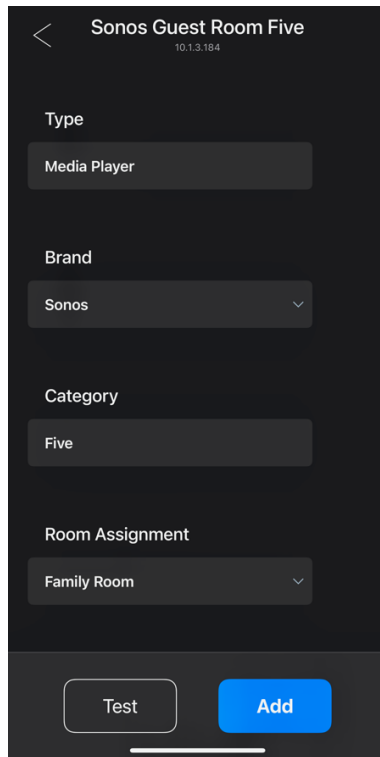 Sonos Guest Room Five
10.1.3.184
Type
Media Player
Brand
Sonos
Category
Five
Room Assignment
Family Room
Test
Add